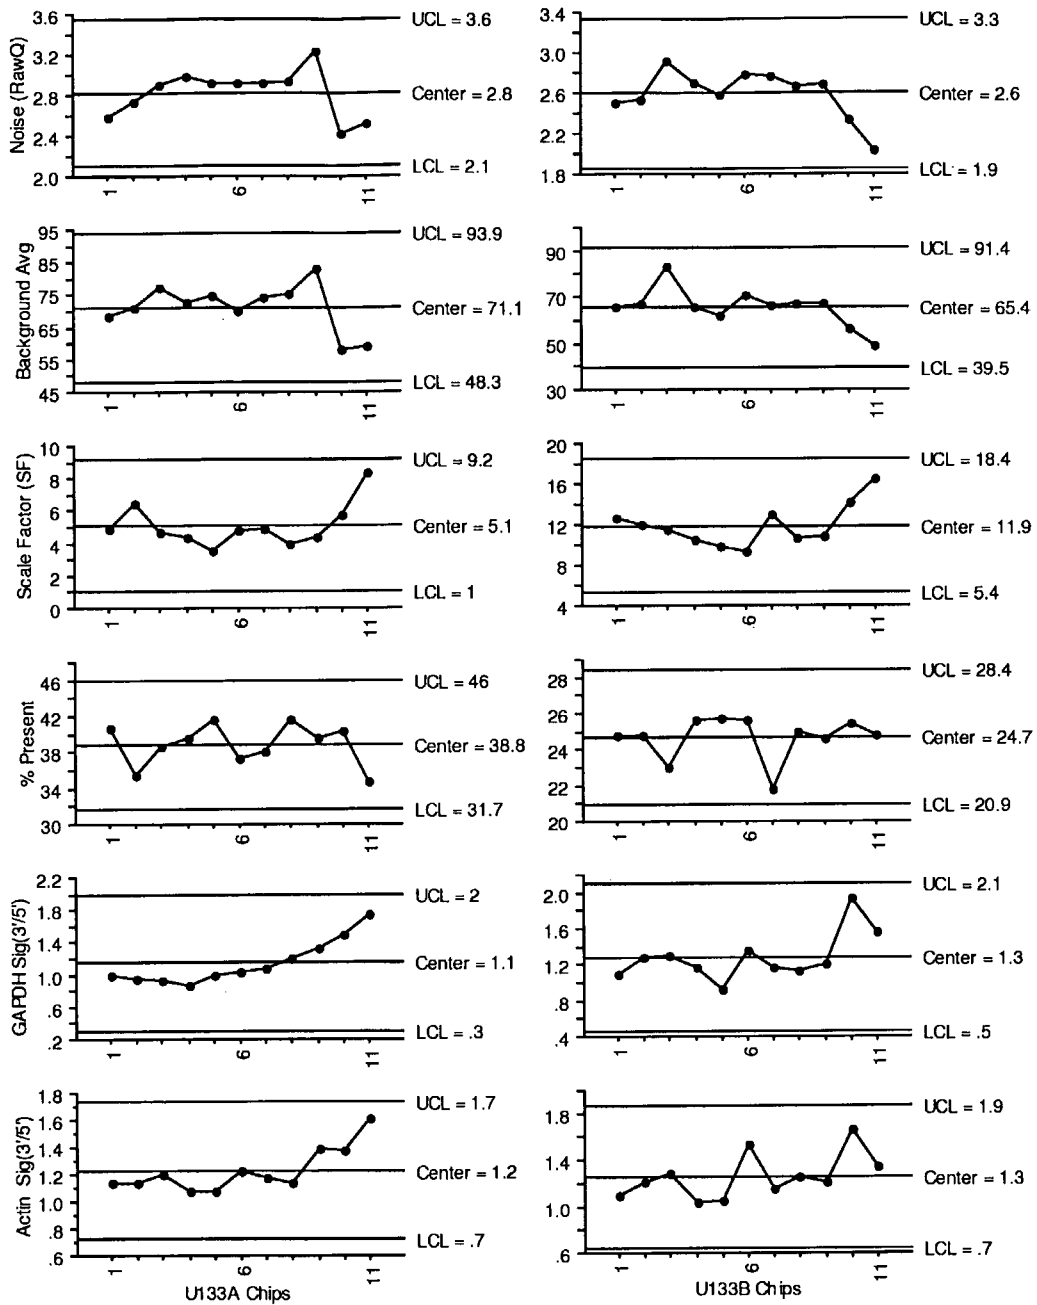 3.6
3.2
2.8
2.4
2.0
Noise (RawQ)
UCL = 3.6
Center = 2.8
LCL = 2.1
1
6
11
3.4
3.0
2.6
2.2
1.8
UCL = 3.3
Center = 2.6
LCL = 1.9
1
6
11
95
85
75
65
55
45
Background Avg
UCL = 93.9
Center = 71.1
LCL = 48.3
1
6
11
90
70
50
30
UCL = 91.4
Center = 65.4
LCL = 39.5
1
6
11
10
8
6
4
2
0
Scale Factor (SF)
UCL = 9.2
Center = 5.1
LCL = 1
1
6
11
20
16
12
8
4
UCL = 18.4
Center = 11.9
LCL = 5.4
1
6
11
46
42
38
34
30
% Present
UCL = 46
Center = 38.8
LCL = 31.7
1
6
11
28
26
24
22
20
UCL = 28.4
Center = 24.7
LCL = 20.9
1
6
11
2.2
1.8
1.4
1.0
.6
.2
GAPDH Sig(3'/5')
UCL = 2
Center = 1.1
LCL = .3
1
6
11
2.0
1.6
1.2
.8
.4
UCL = 2.1
Center = 1.3
LCL = .5
1
6
11
1.8
1.6
1.4
1.2
1.0
.8
.6
Actin Sig(3'/5')
UCL = 1.7
Center = 1.2
LCL = .7
1
6
11
U133A Chips
1.8
1.4
1.0
.6
UCL = 1.9
Center = 1.3
LCL = .7
1
6
11
U133B Chips